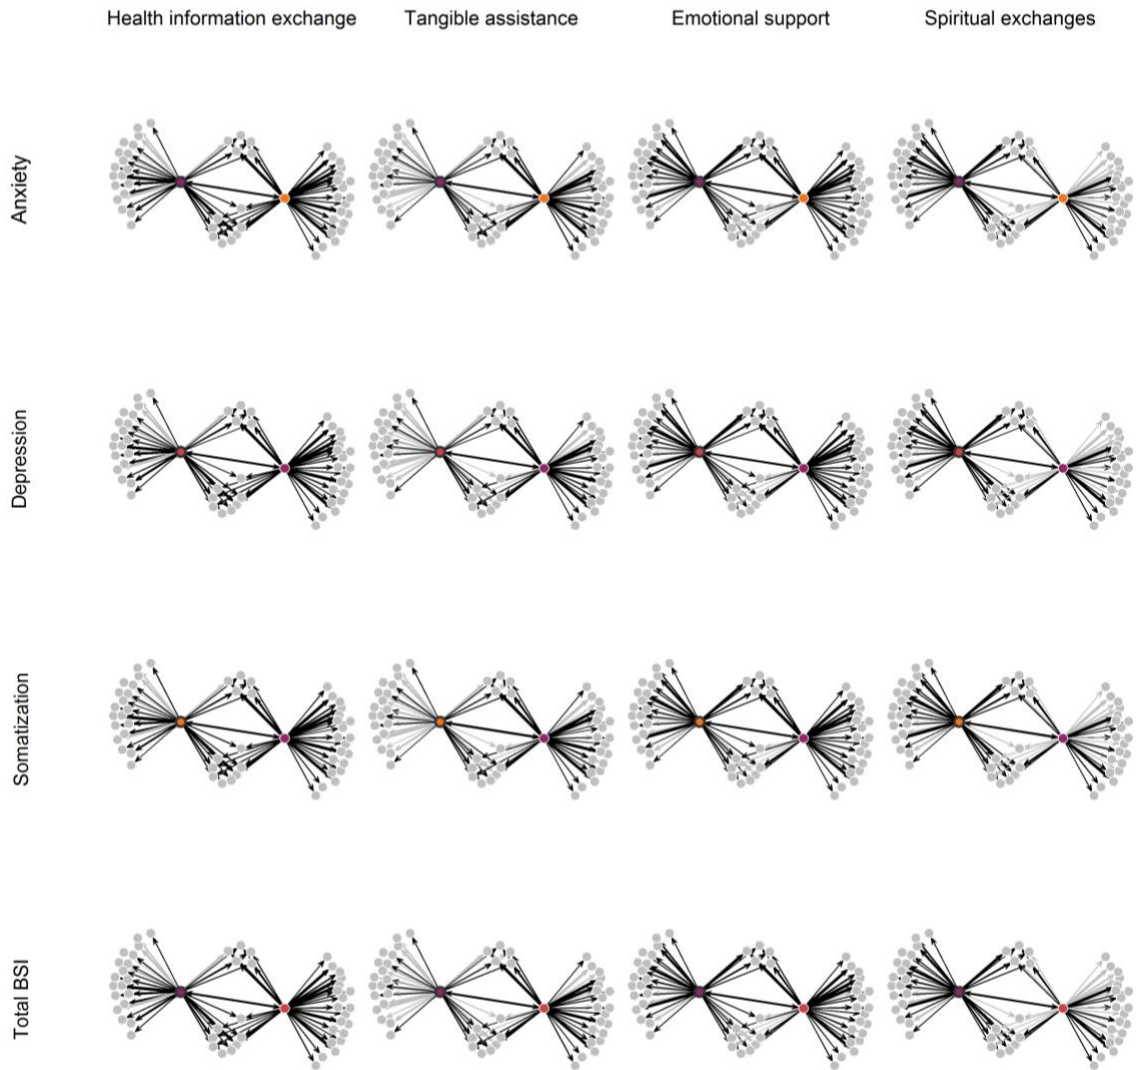 Health information exchange
Tangible assistance
Emotional support
Spiritual exchanges
Anxiety
Depression
Somatization
Total BSI